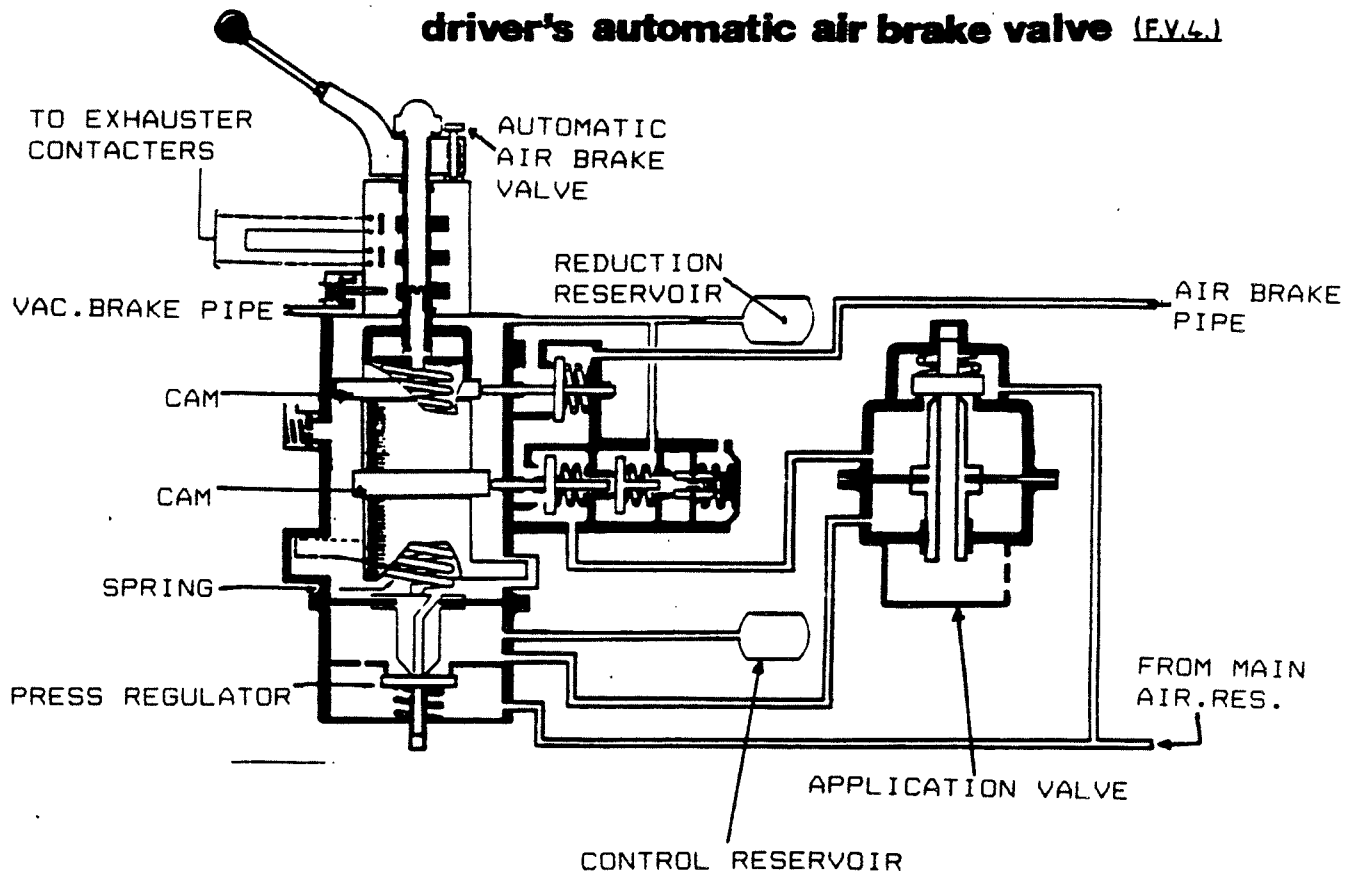 driver's automatic air brake valve (F.V.4.)
TO EXHAUSTER
CONTACTERS
AUTOMATIC
AIR BRAKE
VALVE
REDUCTION
RESERVOIR
AIR BRAKE
PIPE
VAC.BRAKE PIPE
CAM
CAM
SPRING
PRESS REGULATOR
FROM MAIN
AIR.RES.
APPLICATION VALVE
CONTROL RESERVOIR